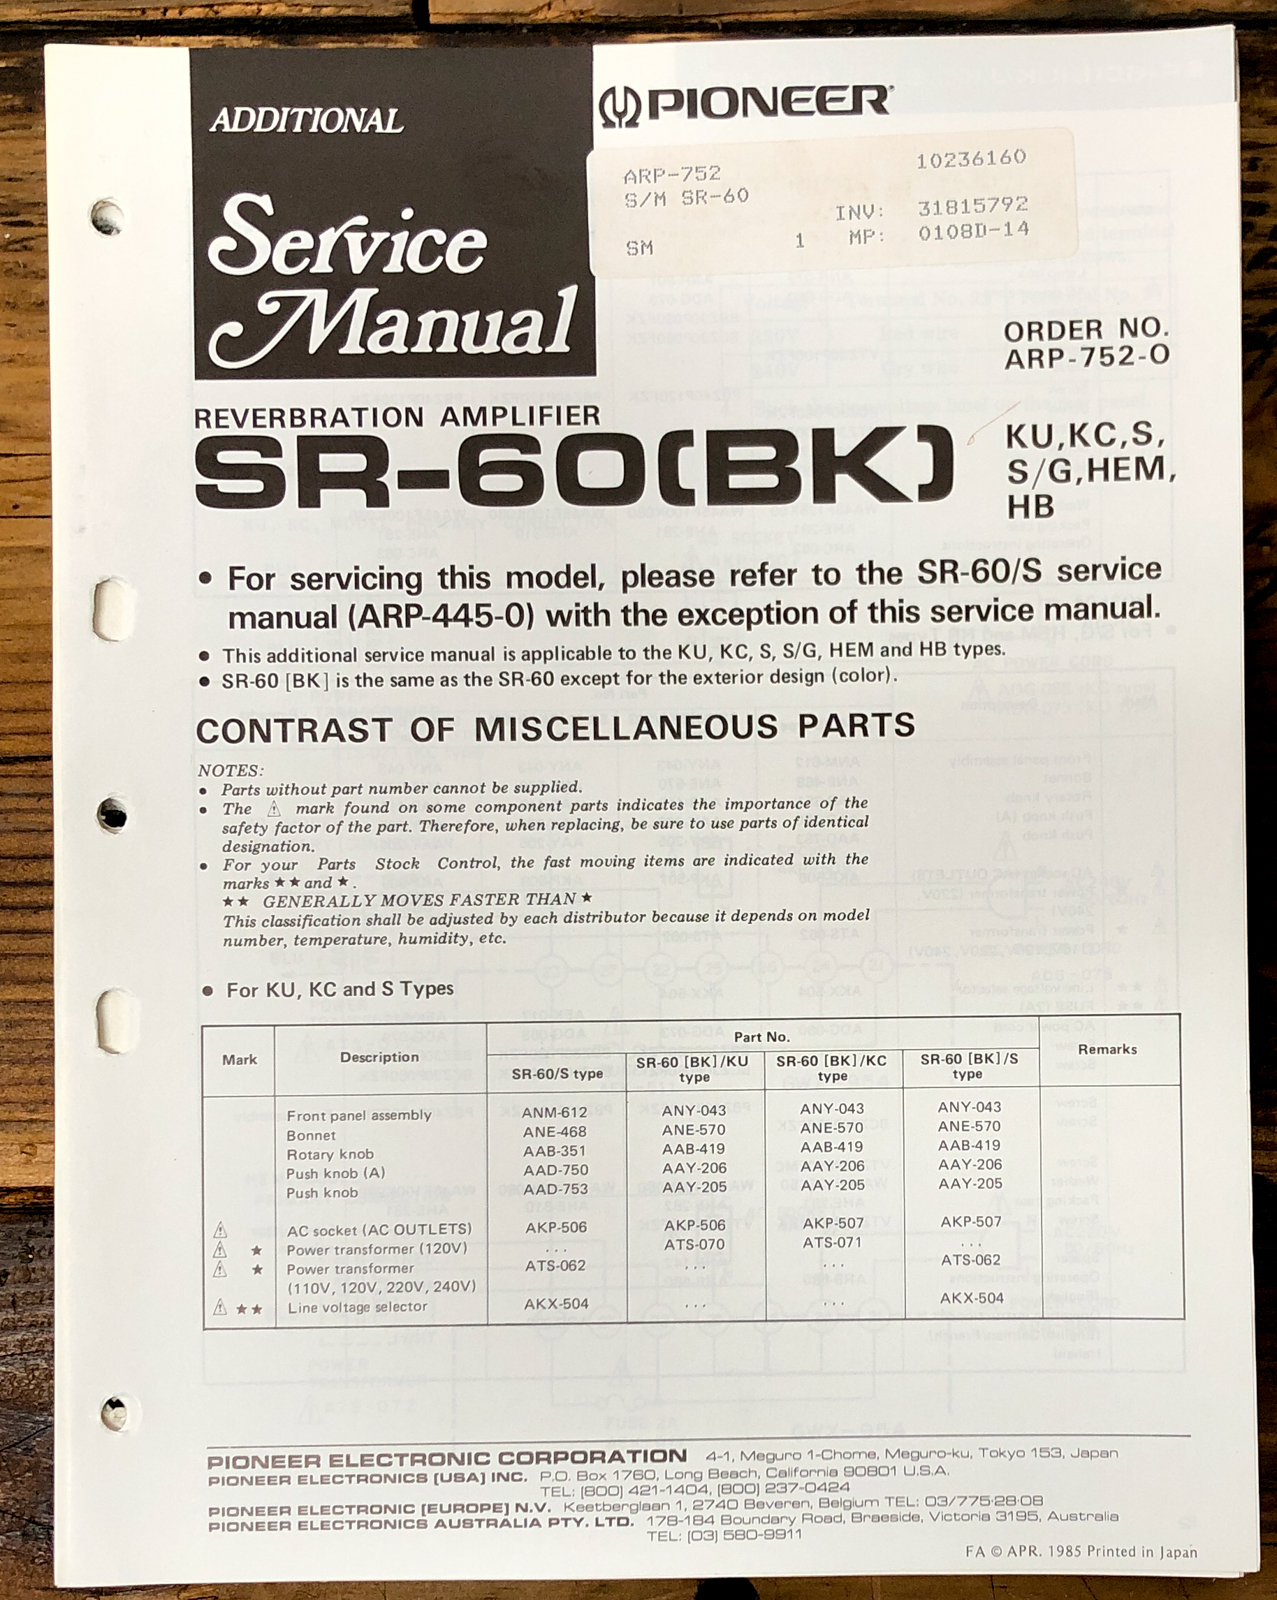 ADDITIONAL
Service
Manual
PIONEER
ARP-752 10236160
S/M SR-60
INV: 31815792
SM 1 MP: 0108D-14
ORDER NO.
ARP-752-0
REVERBRATION AMPLIFIER
SR-60[BK]
KU,KC,S,
S/G,HEM,
HB
• For servicing this model, please refer to the SR-60/S service
manual (ARP-445-0) with the exception of this service manual.
• This additional service manual is applicable to the KU, KC, S, S/G, HEM and HB types.
• SR-60 [BK] is the same as the SR-60 except for the exterior design (color).
CONTRAST OF MISCELLANEOUS PARTS
NOTES:
• Parts without part number cannot be supplied.
• The ⚠ mark found on some component parts indicates the importance of the
safety factor of the part. Therefore, when replacing, be sure to use parts of identical
designation.
• For your Parts Stock Control, the fast moving items are indicated with the
marks ★★ and ★.
★★ GENERALLY MOVES FASTER THAN ★
This classification shall be adjusted by each distributor because it depends on model
number, temperature, humidity, etc.
• For KU, KC and S Types
Mark Description Part No. Remarks
SR-60/S type SR-60 [BK]/KU type SR-60 [BK]/KC type SR-60 [BK]/S type
Front panel assembly ANM-612 ANY-043 ANY-043 ANY-043
Bonnet ANE-468 ANE-570 ANE-570 ANE-570
Rotary knob AAB-351 AAB-419 AAB-419 AAB-419
Push knob (A) AAD-750 AAY-206 AAY-206 AAY-206
Push knob AAD-753 AAY-205 AAY-205 AAY-205
⚠ AC socket (AC OUTLETS) AKP-506 AKP-506 AKP-507 AKP-507
⚠ ★ Power transformer (120V) ... ATS-070 ATS-071 ...
⚠ ★ Power transformer ATS-062 ... ... ATS-062
(110V, 120V, 220V, 240V)
⚠ ★★ Line voltage selector AKX-504 ... ... AKX-504
PIONEER ELECTRONIC CORPORATION 4-1, Meguro 1-Chome, Meguro-ku, Tokyo 153, Japan
PIONEER ELECTRONICS [USA] INC. P.O. Box 1760, Long Beach, California 90801 U.S.A.
TEL: [800] 421-1404, [800] 237-0424
PIONEER ELECTRONIC [EUROPE] N.V. Keetberglaan 1, 2740 Beveren, Belgium TEL: 03/775·28·08
PIONEER ELECTRONICS AUSTRALIA PTY. LTD. 178-184 Boundary Road, Braeside, Victoria 3195, Australia
TEL: [03] 580-9911
FA © APR. 1985 Printed in Japan